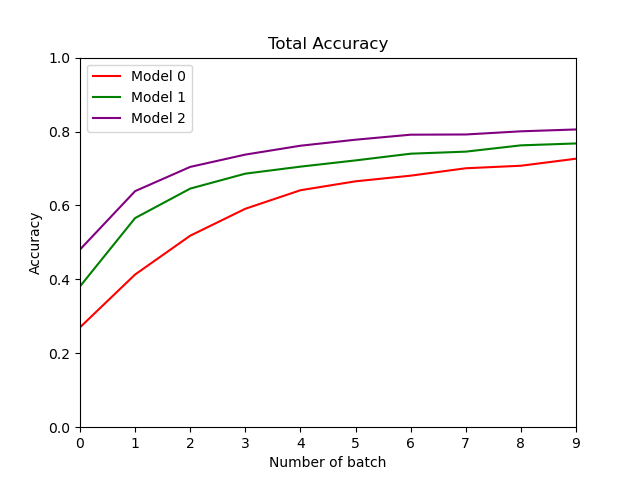 Total Accuracy
1.0
0.8
0.6
0.4
0.2
0.0
Accuracy
Model 0
Model 1
Model 2
0 1 2 3 4 5 6 7 8 9
Number of batch